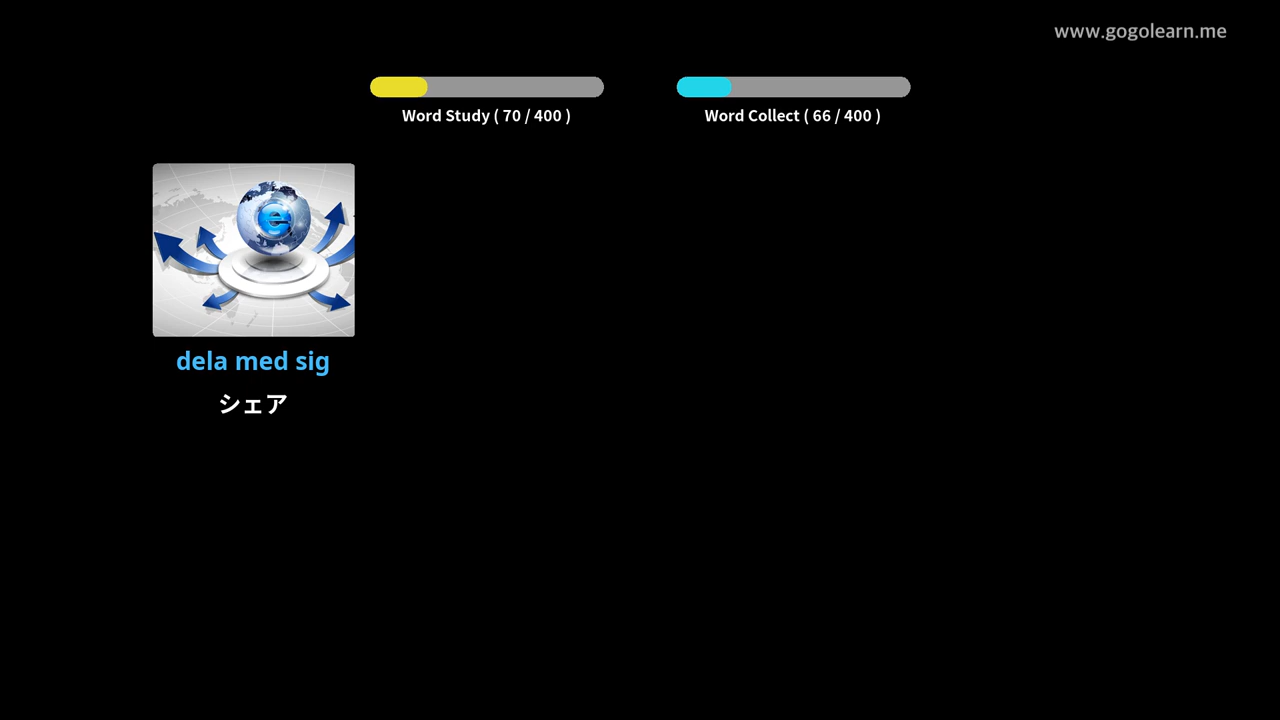 www.gogolearn.me
Word Study ( 70 / 400 )
Word Collect ( 66 / 400 )
e
dela med sig
シェア